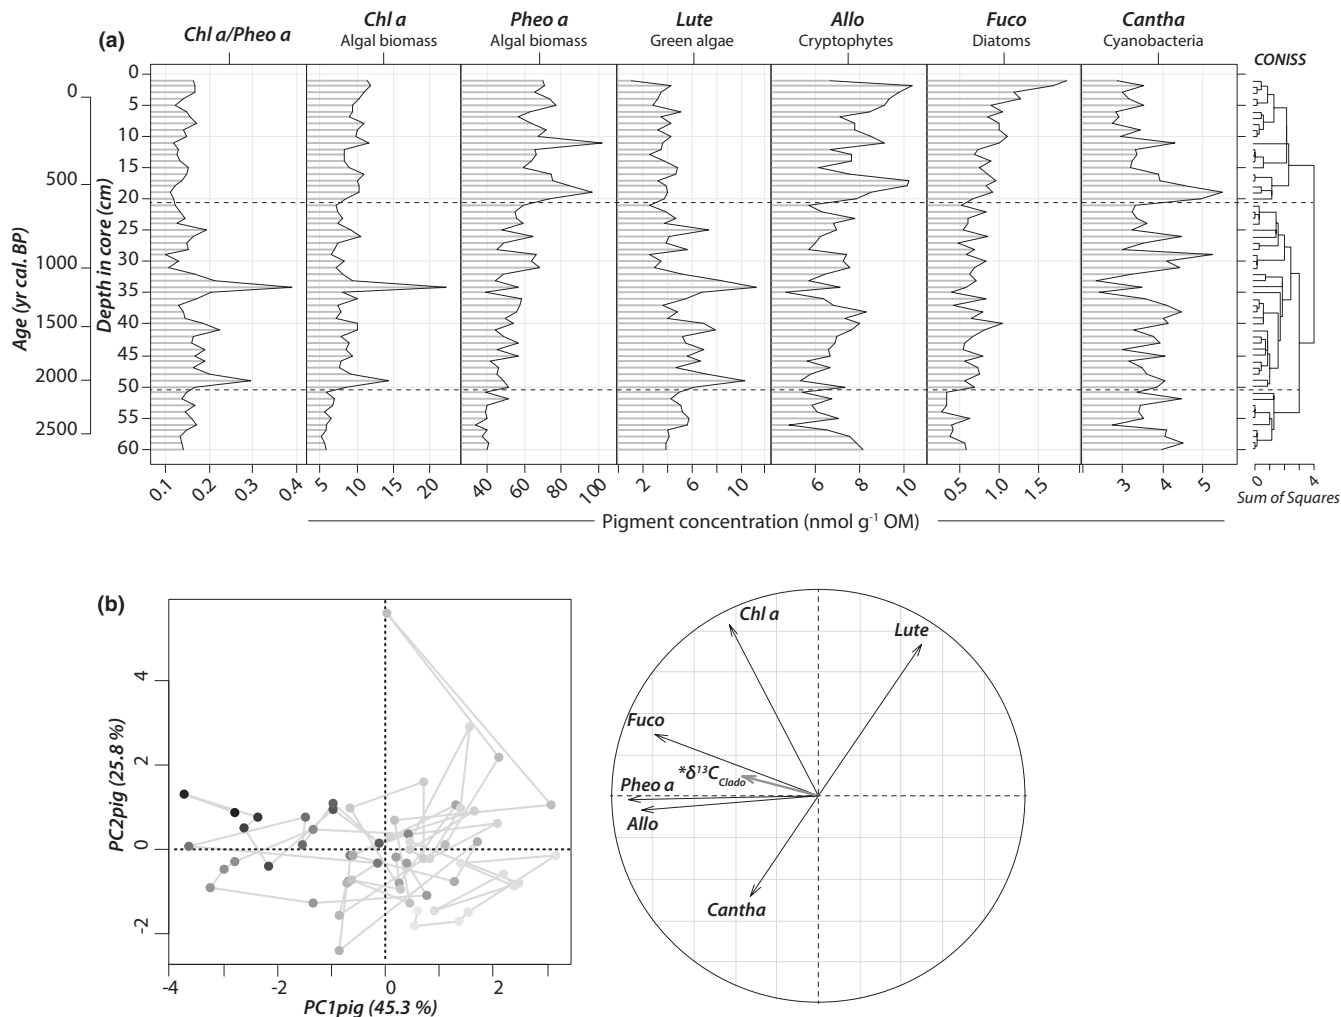 (a)
Chl a/Pheo a
Chl a
Algal biomass
Pheo a
Algal biomass
Lute
Green algae
Allo
Cryptophytes
Fuco
Diatoms
Cantha
Cyanobacteria
CONISS
Age (yr cal. BP)
0
500
1000
1500
2000
2500
Depth in core (cm)
0
5
10
15
20
25
30
35
40
45
50
55
60
0.1 0.2 0.3 0.4
5 10 20
40 60 80 100
2 6 10
6 8 10
0.5 1.0 1.5
3 4 5
0 4
Sum of Squares
Pigment concentration (nmol g-1 OM)
(b)
PC2pig (25.8 %)
4
2
0
-2
-4 -2 0 2
PC1pig (45.3 %)
Chl a
Lute
Fuco
*δ13C Clado
Pheo a
Allo
Cantha